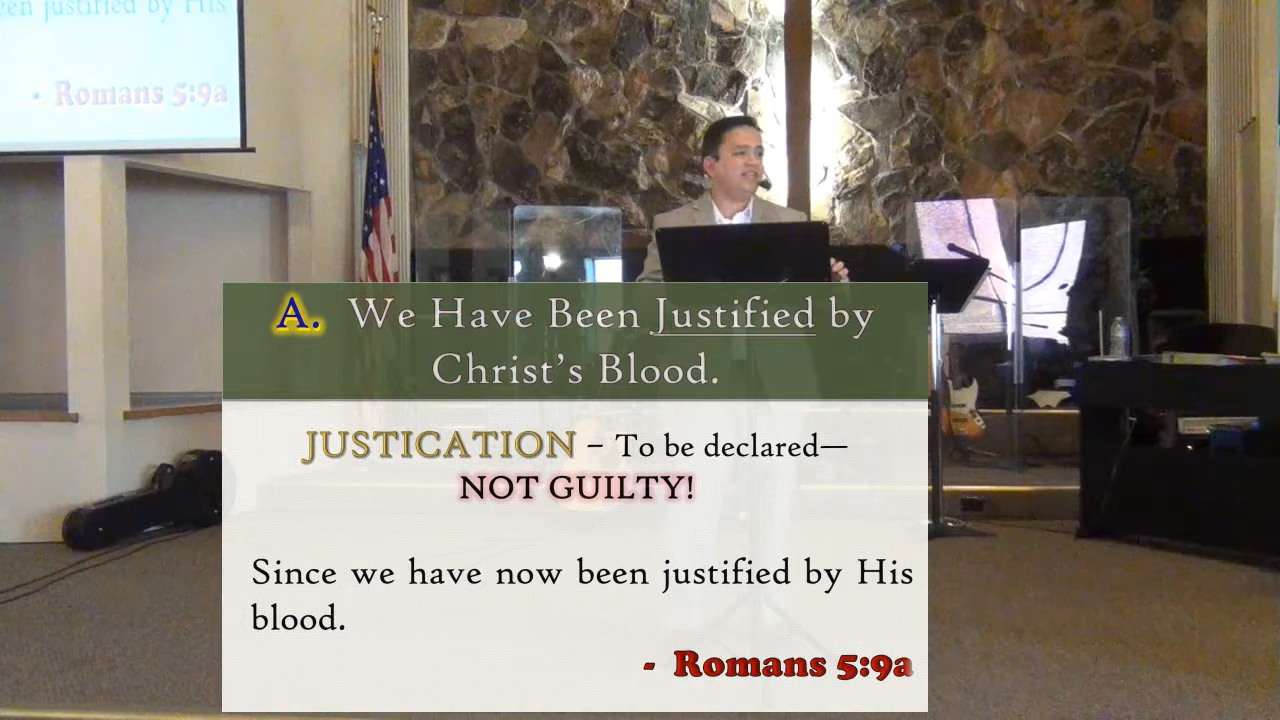 een justified by His
- Romans 5:9a
A. We Have Been Justified by
Christ's Blood.
JUSTICATION – To be declared—
NOT GUILTY!
Since we have now been justified by His
blood.
- Romans 5:9a